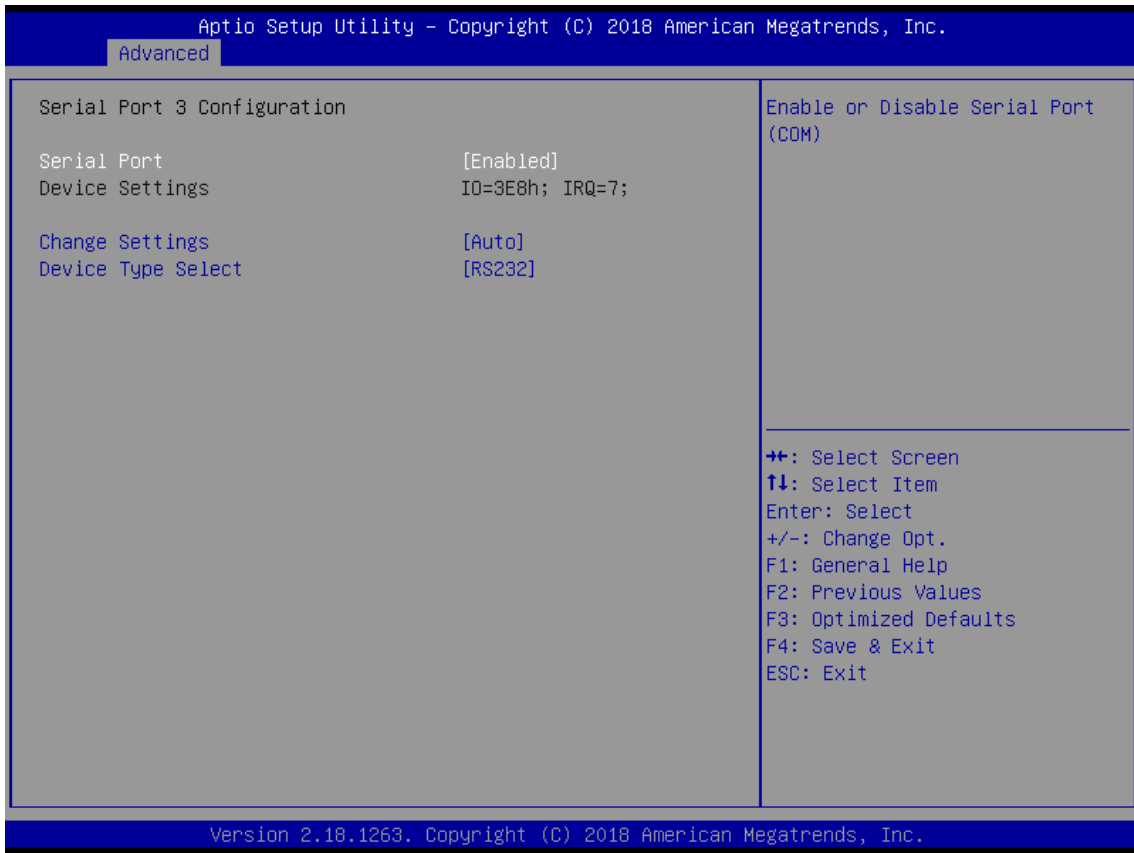 Aptio Setup Utility – Copyright (C) 2018 American Megatrends, Inc.
Advanced
Serial Port 3 Configuration
Serial Port [Enabled]
Device Settings IO=3E8h; IRQ=7;
Change Settings [Auto]
Device Type Select [RS232]
Enable or Disable Serial Port
(COM)
→←: Select Screen
↑↓: Select Item
Enter: Select
+/-: Change Opt.
F1: General Help
F2: Previous Values
F3: Optimized Defaults
F4: Save & Exit
ESC: Exit
Version 2.18.1263. Copyright (C) 2018 American Megatrends, Inc.